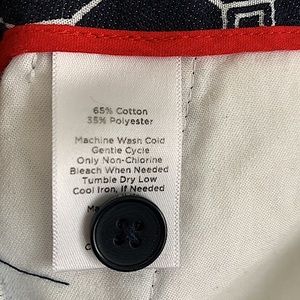 65% Cotton
35% Polyester
Machine Wash Cold
Gentle Cycle
Only Non-Chlorine
Bleach When Needed
Tumble Dry Low
Cool Iron, If Needed